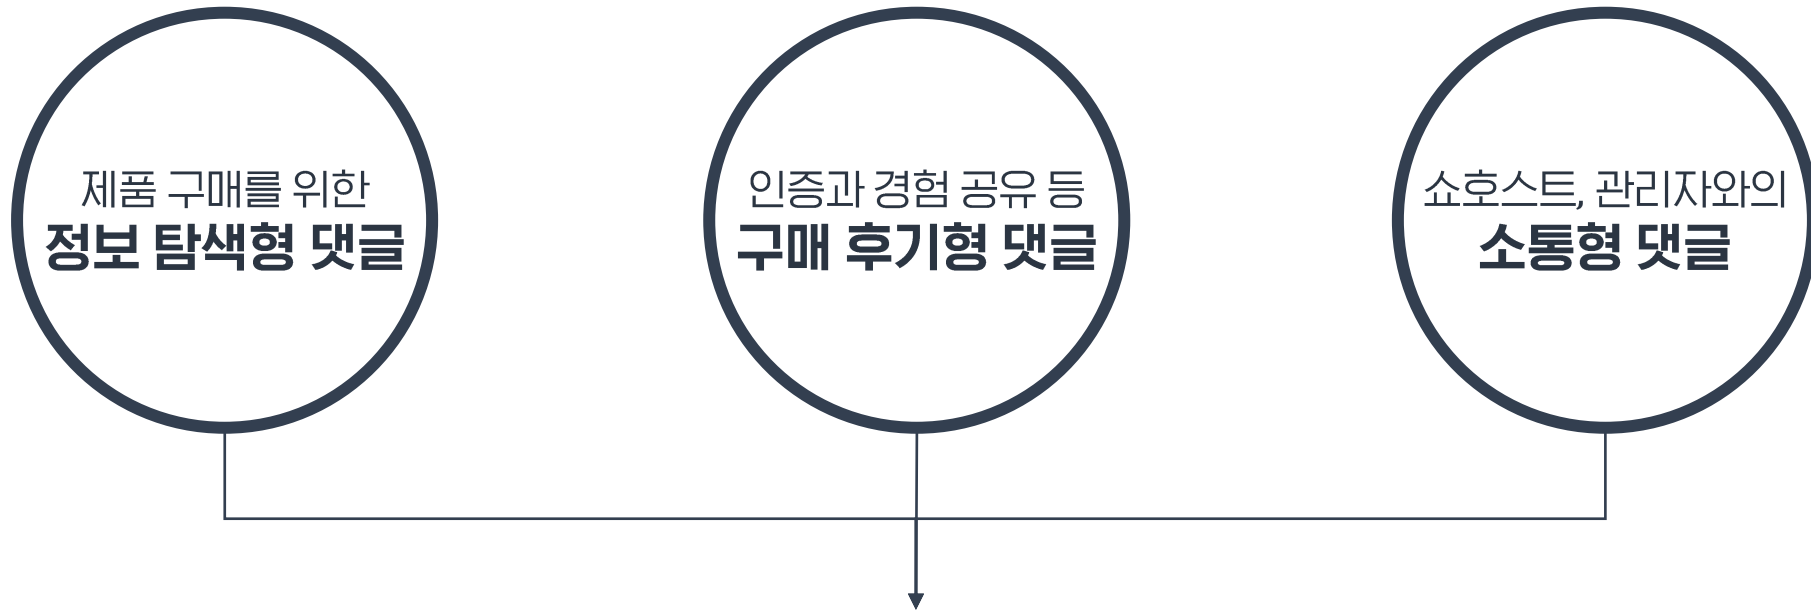 제품 구매를 위한
정보 탐색형 댓글
인증과 경험 공유 등
구매 후기형 댓글
쇼호스트, 관리자와의
소통형 댓글